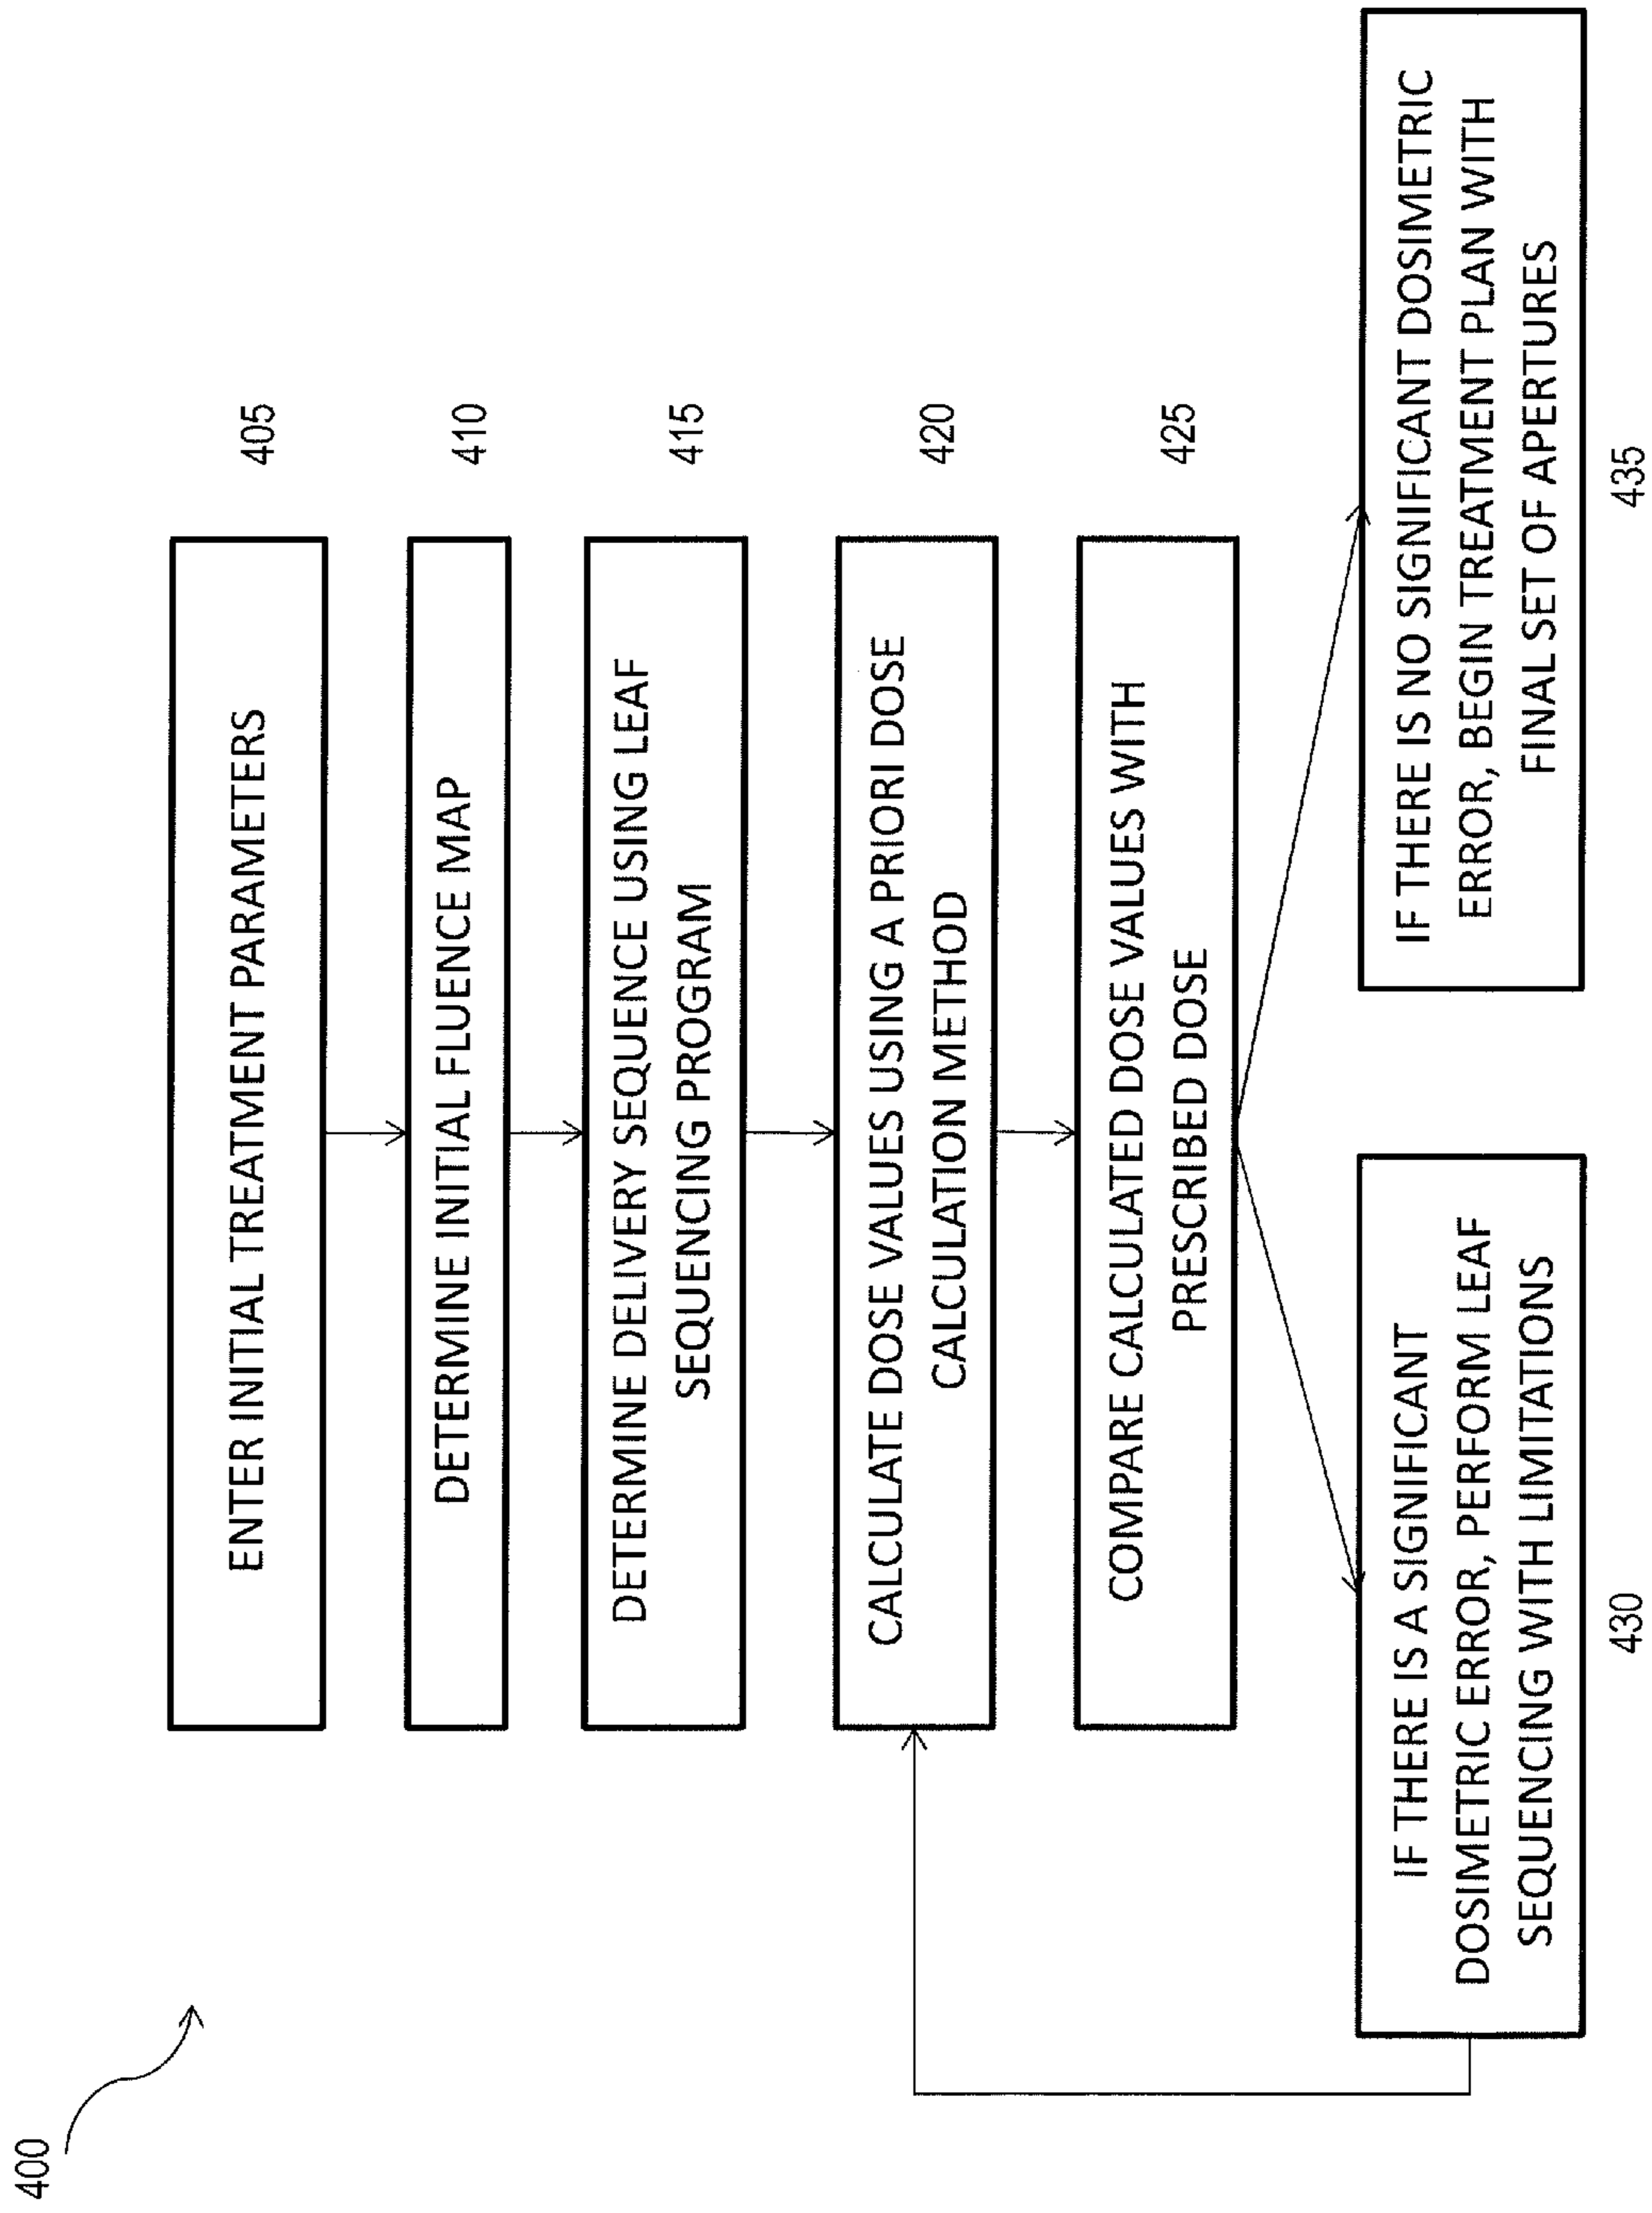 400
ENTER INITIAL TREATMENT PARAMETERS
405
DETERMINE INITIAL FLUENCE MAP
410
DETERMINE DELIVERY SEQUENCE USING LEAF
SEQUENCING PROGRAM
415
CALCULATE DOSE VALUES USING A PRIORI DOSE
CALCULATION METHOD
420
COMPARE CALCULATED DOSE VALUES WITH
PRESCRIBED DOSE
425
IF THERE IS A SIGNIFICANT
DOSIMETRIC ERROR, PERFORM LEAF
SEQUENCING WITH LIMITATIONS
430
IF THERE IS NO SIGNIFICANT DOSIMETRIC
ERROR, BEGIN TREATMENT PLAN WITH
FINAL SET OF APERTURES
435